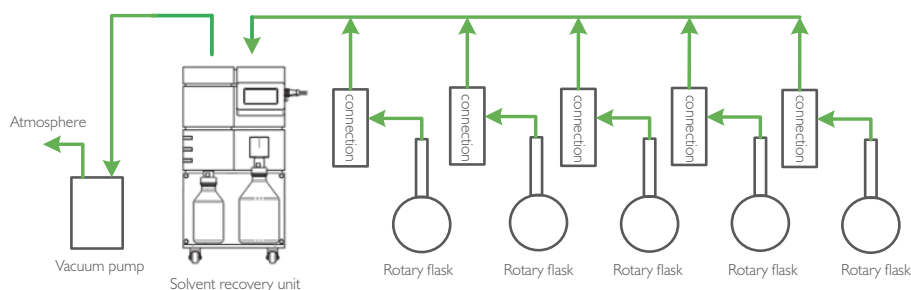 Atmosphere
Vacuum pump
Solvent recovery unit
connection
connection
connection
connection
connection
Rotary flask
Rotary flask
Rotary flask
Rotary flask
Rotary flask